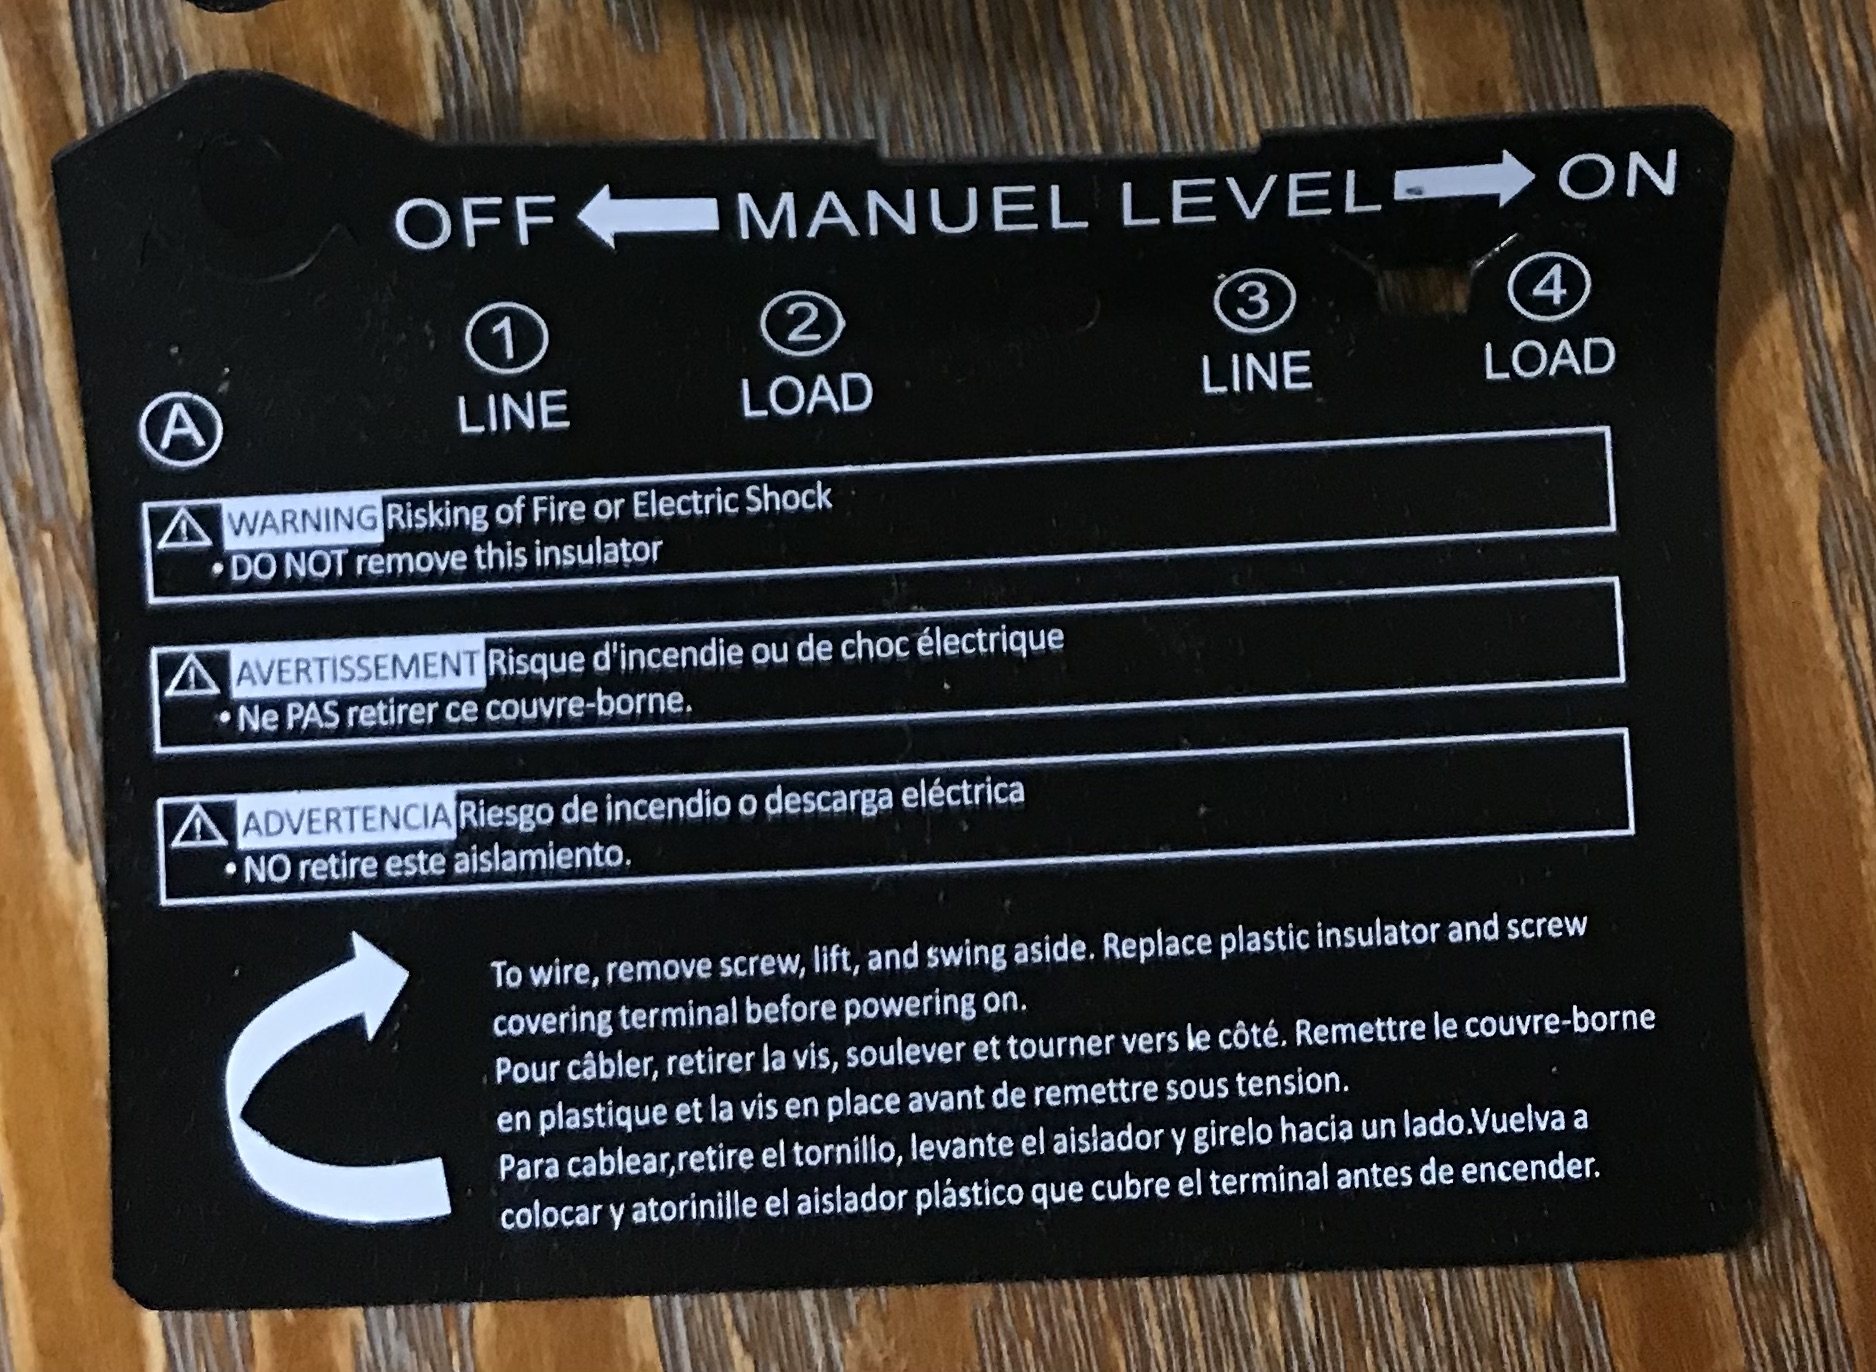 OFF MANUEL LEVEL ON
1 2 3 4
LINE LOAD LINE LOAD
A
WARNING Risking of Fire or Electric Shock
• DO NOT remove this insulator
AVERTISSEMENT Risque d'incendie ou de choc électrique
• Ne PAS retirer ce couvre-borne.
ADVERTENCIA Riesgo de incendio o descarga eléctrica
• NO retire este aislamiento.
To wire, remove screw, lift, and swing aside. Replace plastic insulator and screw
covering terminal before powering on.
Pour câbler, retirer la vis, soulever et tourner vers le côté. Remettre le couvre-borne
en plastique et la vis en place avant de remettre sous tension.
Para cablear,retire el tornillo, levante el aislador y girelo hacia un lado.Vuelva a
colocar y atorinille el aislador plástico que cubre el terminal antes de encender.